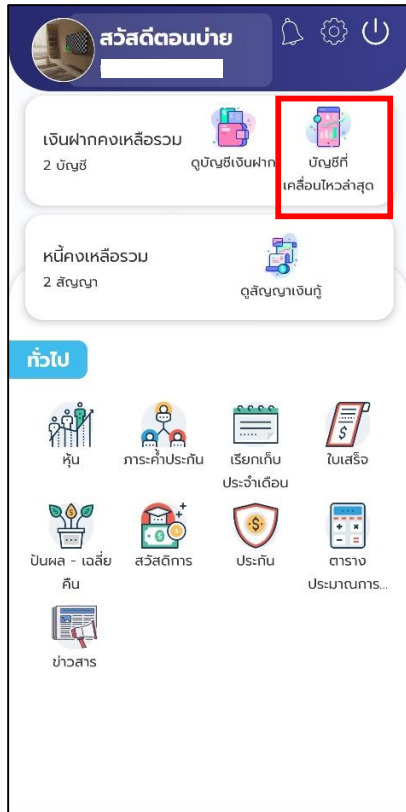 สวัสดีตอนบ่าย
เงินฝากคงเหลือรวม
2 บัญชี
ดูบัญชีเงินฝาก
บัญชีที่
เคลื่อนไหวล่าสุด
หนี้คงเหลือรวม
2 สัญญา
ดูสัญญาเงินกู้
ทั่วไป
หุ้น
ภาระค้ำประกัน
เรียกเก็บ
ประจำเดือน
ใบเสร็จ
ปันผล - เฉลี่ย
คืน
สวัสดิการ
ประกัน
ตาราง
ประมาณการ...
ข่าวสาร